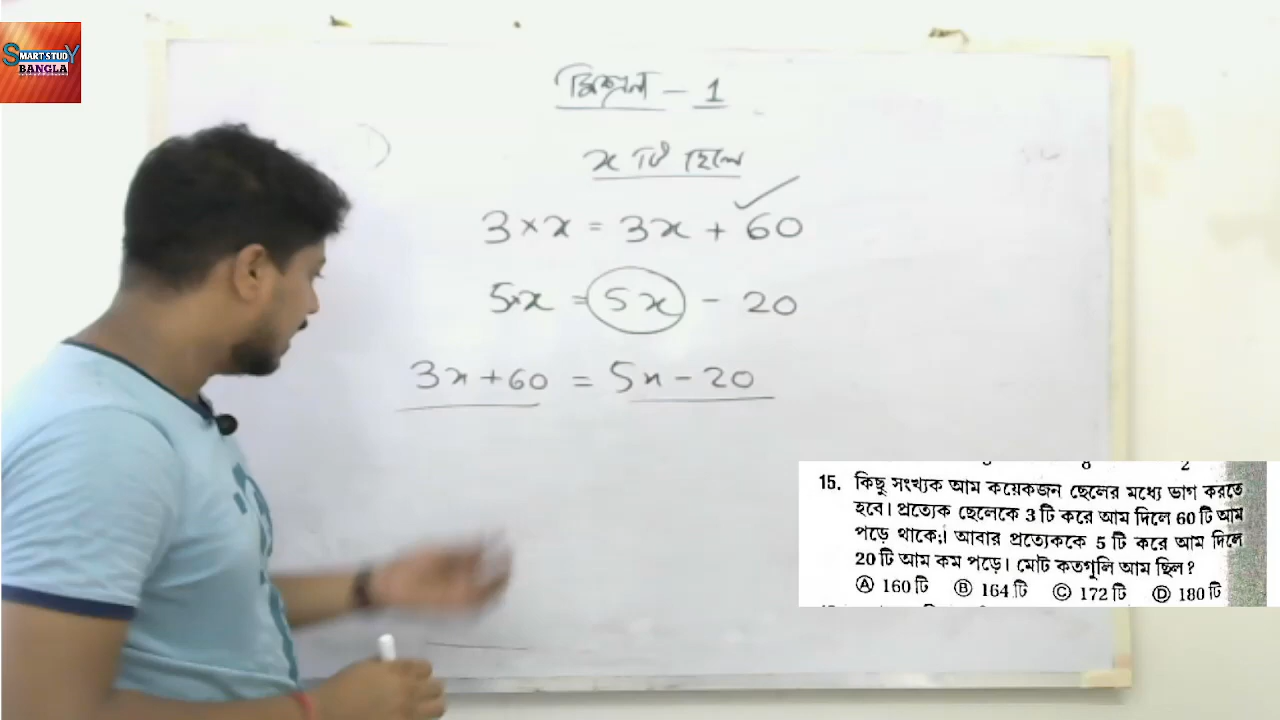 SMART STUDY
BANGLA
মিশ্রণ - 1
x টি ছেলে
3 × x = 3x + 60
5 × x = 5x - 20
3x + 60 = 5x - 20
15. কিছু সংখ্যক আম কয়েকজন ছেলের মধ্যে ভাগ করতে
হবে। প্রত্যেক ছেলেকে 3 টি করে আম দিলে 60 টি আম
পড়ে থাকে। আবার প্রত্যেককে 5 টি করে আম দিলে
20 টি আম কম পড়ে। মোট কতগুলি আম ছিল?
Ⓐ 160 টি Ⓑ 164 টি Ⓒ 172 টি Ⓓ 180 টি